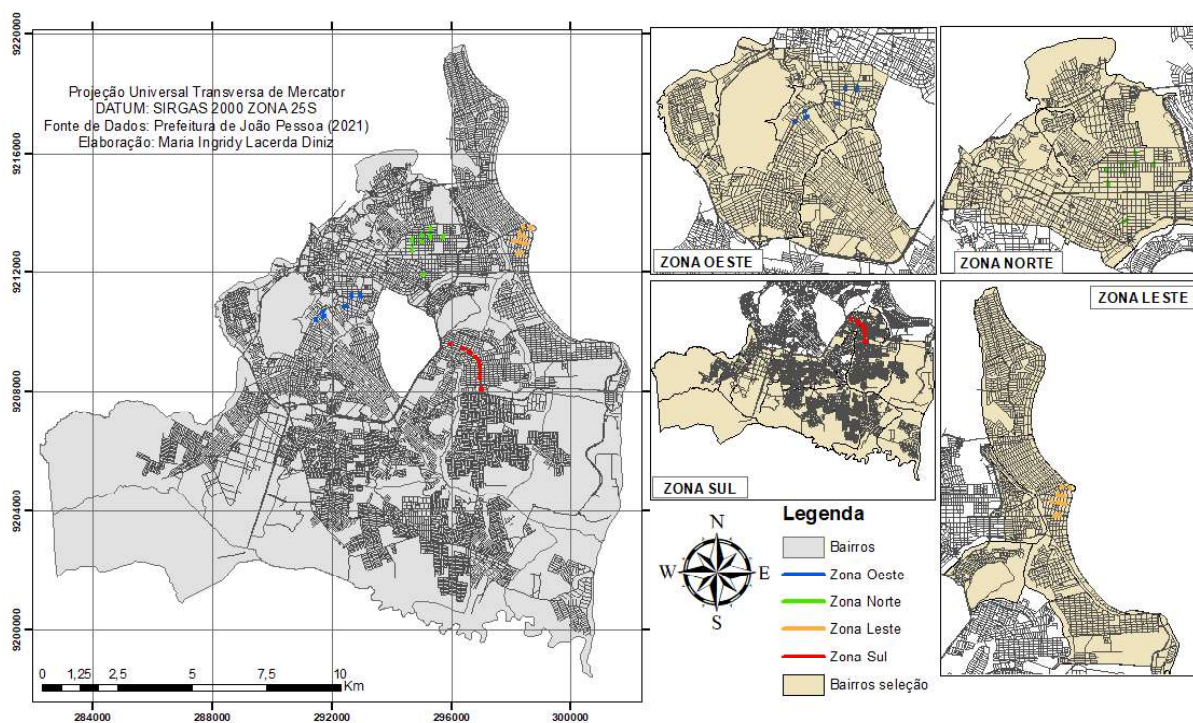 Projeção Universal Transversa de Mercator
DATUM: SIRGAS 2000 ZONA 25S
Fonte de Dados: Prefeitura de João Pessoa (2021)
Elaboração: Maria Ingridy Lacerda Diniz
9220000
9216000
9212000
9208000
9204000
9200000
0 1,25 2,5 5 7,5 10
Km
284000 288000 292000 296000 300000
ZONA OESTE
ZONA NORTE
ZONA SUL
ZONA LESTE
N
W E
S
Legenda
Bairros
Zona Oeste
Zona Norte
Zona Leste
Zona Sul
Bairros seleção